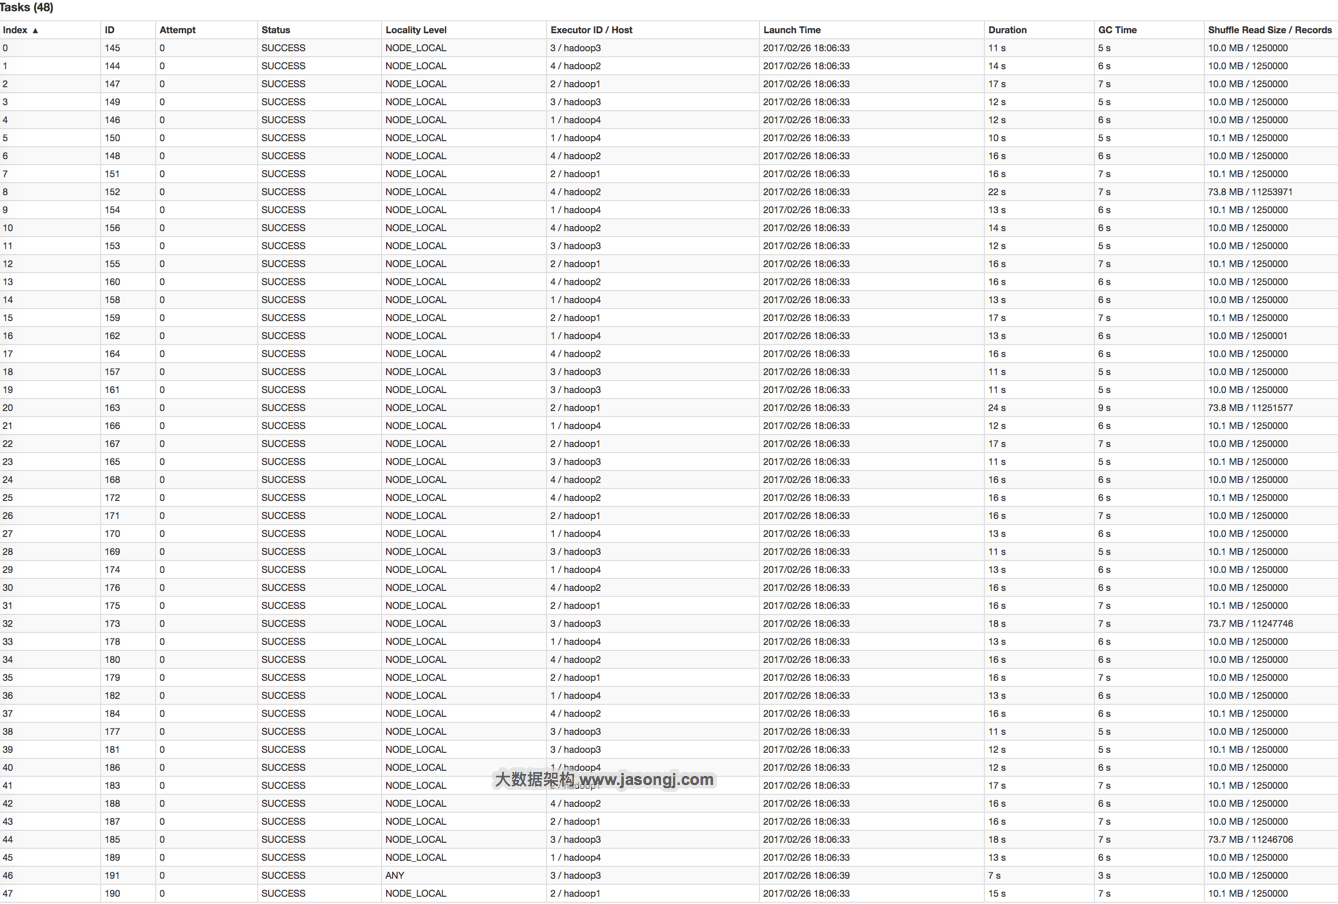 Tasks (48)
Index ▲ ID Attempt Status Locality Level Executor ID / Host Launch Time Duration GC Time Shuffle Read Size / Records
0 145 0 SUCCESS NODE_LOCAL 3 / hadoop3 2017/02/26 18:06:33 11 s 5 s 10.0 MB / 1250000
1 144 0 SUCCESS NODE_LOCAL 4 / hadoop2 2017/02/26 18:06:33 14 s 6 s 10.0 MB / 1250000
2 147 0 SUCCESS NODE_LOCAL 2 / hadoop1 2017/02/26 18:06:33 17 s 7 s 10.0 MB / 1250000
3 149 0 SUCCESS NODE_LOCAL 3 / hadoop3 2017/02/26 18:06:33 12 s 5 s 10.0 MB / 1250000
4 146 0 SUCCESS NODE_LOCAL 1 / hadoop4 2017/02/26 18:06:33 12 s 6 s 10.0 MB / 1250000
5 150 0 SUCCESS NODE_LOCAL 1 / hadoop4 2017/02/26 18:06:33 10 s 5 s 10.1 MB / 1250000
6 148 0 SUCCESS NODE_LOCAL 4 / hadoop2 2017/02/26 18:06:33 16 s 6 s 10.0 MB / 1250000
7 151 0 SUCCESS NODE_LOCAL 2 / hadoop1 2017/02/26 18:06:33 16 s 7 s 10.1 MB / 1250000
8 152 0 SUCCESS NODE_LOCAL 4 / hadoop2 2017/02/26 18:06:33 22 s 7 s 73.8 MB / 11253971
9 154 0 SUCCESS NODE_LOCAL 1 / hadoop4 2017/02/26 18:06:33 13 s 6 s 10.1 MB / 1250000
10 156 0 SUCCESS NODE_LOCAL 4 / hadoop2 2017/02/26 18:06:33 14 s 6 s 10.0 MB / 1250000
11 153 0 SUCCESS NODE_LOCAL 3 / hadoop3 2017/02/26 18:06:33 12 s 5 s 10.0 MB / 1250000
12 155 0 SUCCESS NODE_LOCAL 2 / hadoop1 2017/02/26 18:06:33 16 s 7 s 10.1 MB / 1250000
13 160 0 SUCCESS NODE_LOCAL 4 / hadoop2 2017/02/26 18:06:33 16 s 6 s 10.0 MB / 1250000
14 158 0 SUCCESS NODE_LOCAL 1 / hadoop4 2017/02/26 18:06:33 13 s 6 s 10.0 MB / 1250000
15 159 0 SUCCESS NODE_LOCAL 2 / hadoop1 2017/02/26 18:06:33 17 s 7 s 10.1 MB / 1250000
16 162 0 SUCCESS NODE_LOCAL 1 / hadoop4 2017/02/26 18:06:33 13 s 6 s 10.0 MB / 1250001
17 164 0 SUCCESS NODE_LOCAL 4 / hadoop2 2017/02/26 18:06:33 16 s 6 s 10.0 MB / 1250000
18 157 0 SUCCESS NODE_LOCAL 3 / hadoop3 2017/02/26 18:06:33 11 s 5 s 10.0 MB / 1250000
19 161 0 SUCCESS NODE_LOCAL 3 / hadoop3 2017/02/26 18:06:33 11 s 5 s 10.0 MB / 1250000
20 163 0 SUCCESS NODE_LOCAL 2 / hadoop1 2017/02/26 18:06:33 24 s 9 s 73.8 MB / 11251577
21 166 0 SUCCESS NODE_LOCAL 1 / hadoop4 2017/02/26 18:06:33 12 s 6 s 10.1 MB / 1250000
22 167 0 SUCCESS NODE_LOCAL 2 / hadoop1 2017/02/26 18:06:33 17 s 7 s 10.0 MB / 1250000
23 165 0 SUCCESS NODE_LOCAL 3 / hadoop3 2017/02/26 18:06:33 11 s 5 s 10.1 MB / 1250000
24 168 0 SUCCESS NODE_LOCAL 4 / hadoop2 2017/02/26 18:06:33 16 s 6 s 10.0 MB / 1250000
25 172 0 SUCCESS NODE_LOCAL 4 / hadoop2 2017/02/26 18:06:33 16 s 6 s 10.1 MB / 1250000
26 171 0 SUCCESS NODE_LOCAL 2 / hadoop1 2017/02/26 18:06:33 16 s 7 s 10.0 MB / 1250000
27 170 0 SUCCESS NODE_LOCAL 1 / hadoop4 2017/02/26 18:06:33 13 s 6 s 10.0 MB / 1250000
28 169 0 SUCCESS NODE_LOCAL 3 / hadoop3 2017/02/26 18:06:33 11 s 5 s 10.1 MB / 1250000
29 174 0 SUCCESS NODE_LOCAL 1 / hadoop4 2017/02/26 18:06:33 13 s 6 s 10.0 MB / 1250000
30 176 0 SUCCESS NODE_LOCAL 4 / hadoop2 2017/02/26 18:06:33 16 s 6 s 10.0 MB / 1250000
31 175 0 SUCCESS NODE_LOCAL 2 / hadoop1 2017/02/26 18:06:33 16 s 7 s 10.1 MB / 1250000
32 173 0 SUCCESS NODE_LOCAL 3 / hadoop3 2017/02/26 18:06:33 18 s 7 s 73.7 MB / 11247746
33 178 0 SUCCESS NODE_LOCAL 1 / hadoop4 2017/02/26 18:06:33 13 s 6 s 10.0 MB / 1250000
34 180 0 SUCCESS NODE_LOCAL 4 / hadoop2 2017/02/26 18:06:33 16 s 6 s 10.0 MB / 1250000
35 179 0 SUCCESS NODE_LOCAL 2 / hadoop1 2017/02/26 18:06:33 16 s 7 s 10.0 MB / 1250000
36 182 0 SUCCESS NODE_LOCAL 1 / hadoop4 2017/02/26 18:06:33 13 s 6 s 10.0 MB / 1250000
37 184 0 SUCCESS NODE_LOCAL 4 / hadoop2 2017/02/26 18:06:33 16 s 6 s 10.1 MB / 1250000
38 177 0 SUCCESS NODE_LOCAL 3 / hadoop3 2017/02/26 18:06:33 11 s 5 s 10.0 MB / 1250000
39 181 0 SUCCESS NODE_LOCAL 3 / hadoop3 2017/02/26 18:06:33 12 s 5 s 10.1 MB / 1250000
40 186 0 SUCCESS NODE_LOCAL 1 / hadoop4 2017/02/26 18:06:33 12 s 6 s 10.0 MB / 1250000
大数据架构 www.jasongj.com
41 183 0 SUCCESS NODE_LOCAL 2017/02/26 18:06:33 17 s 7 s 10.1 MB / 1250000
42 188 0 SUCCESS NODE_LOCAL 4 / hadoop2 2017/02/26 18:06:33 16 s 6 s 10.0 MB / 1250000
43 187 0 SUCCESS NODE_LOCAL 2 / hadoop1 2017/02/26 18:06:33 16 s 7 s 10.0 MB / 1250000
44 185 0 SUCCESS NODE_LOCAL 3 / hadoop3 2017/02/26 18:06:33 18 s 7 s 73.7 MB / 11246706
45 189 0 SUCCESS NODE_LOCAL 1 / hadoop4 2017/02/26 18:06:33 13 s 6 s 10.0 MB / 1250000
46 191 0 SUCCESS ANY 3 / hadoop3 2017/02/26 18:06:39 7 s 3 s 10.0 MB / 1250000
47 190 0 SUCCESS NODE_LOCAL 2 / hadoop1 2017/02/26 18:06:33 15 s 7 s 10.1 MB / 1250000